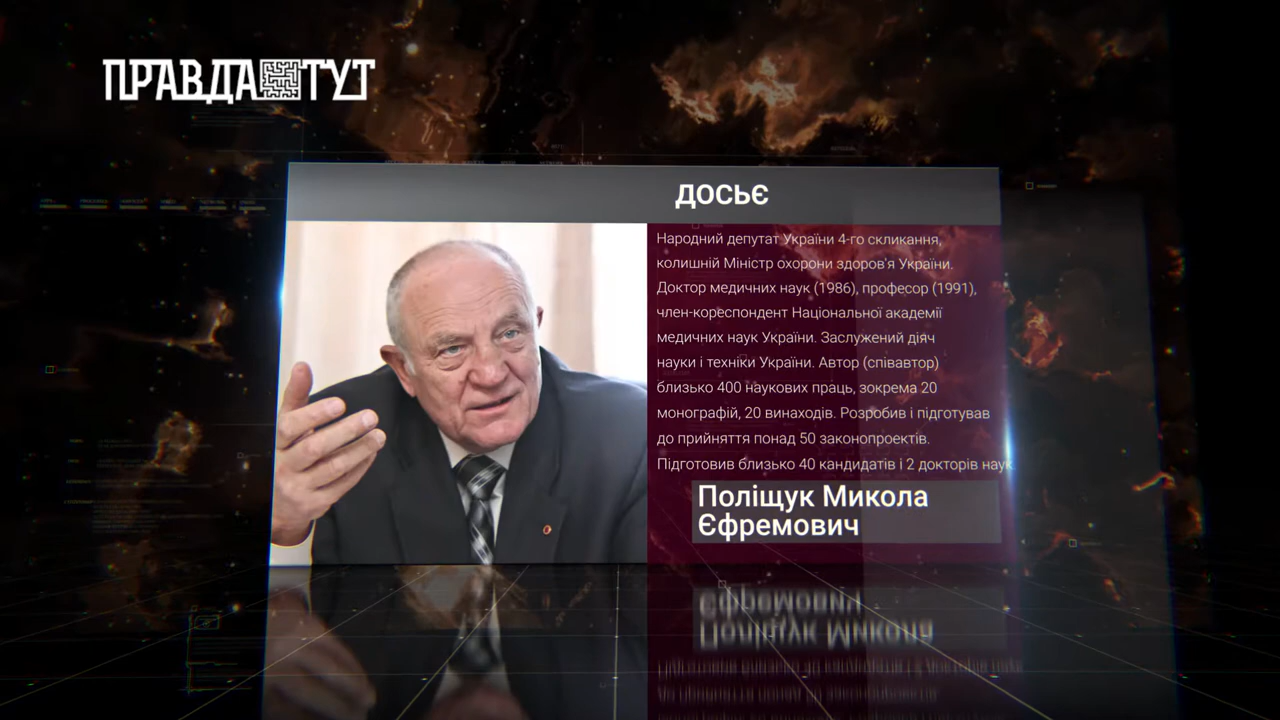 ПРАВДА ТУТ
ДОСЬЄ
Народний депутат України 4-го скликання,
колишній Міністр охорони здоров'я України.
Доктор медичних наук (1986), професор (1991),
член-кореспондент Національної академії
медичних наук України. Заслужений діяч
науки і техніки України. Автор (співавтор)
близько 400 наукових праць, зокрема 20
монографій, 20 винаходів. Розробив і підготував
до прийняття понад 50 законопроектів.
Підготовив близько 40 кандидатів і 2 докторів наук.
Поліщук Микола
Єфремович